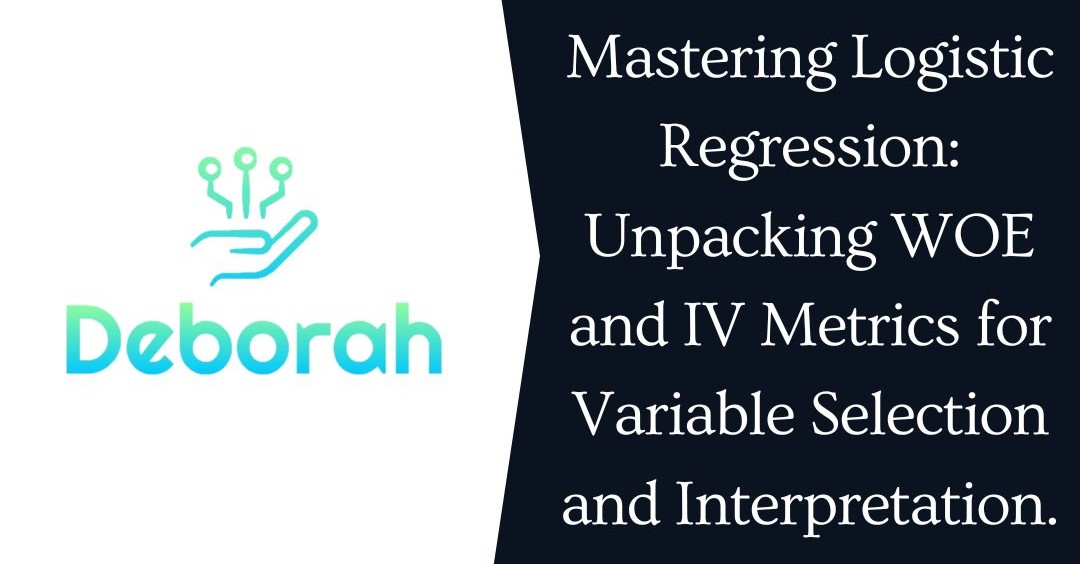 Deborah
Mastering Logistic
Regression:
Unpacking WOE
and IV Metrics for
Variable Selection
and Interpretation.